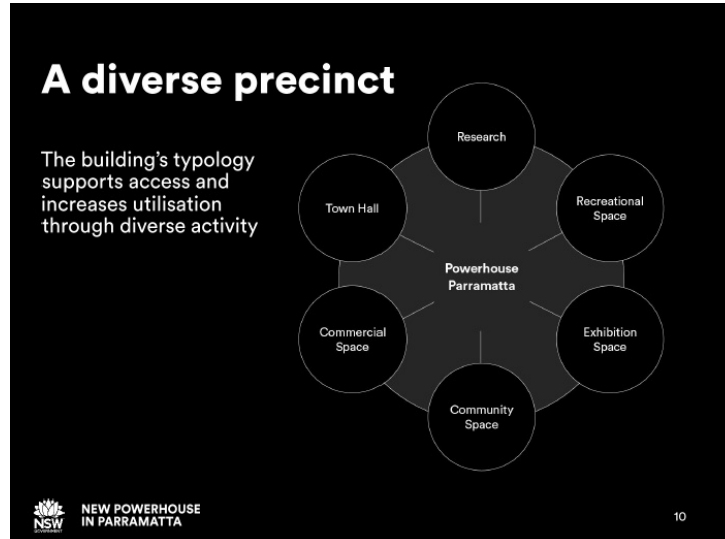 A diverse precinct
The building's typology
supports access and
increases utilisation
through diverse activity
Research
Recreational
Space
Exhibition
Space
Community
Space
Commercial
Space
Town Hall
Powerhouse
Parramatta
NSW
GOVERNMENT
NEW POWERHOUSE
IN PARRAMATTA
10